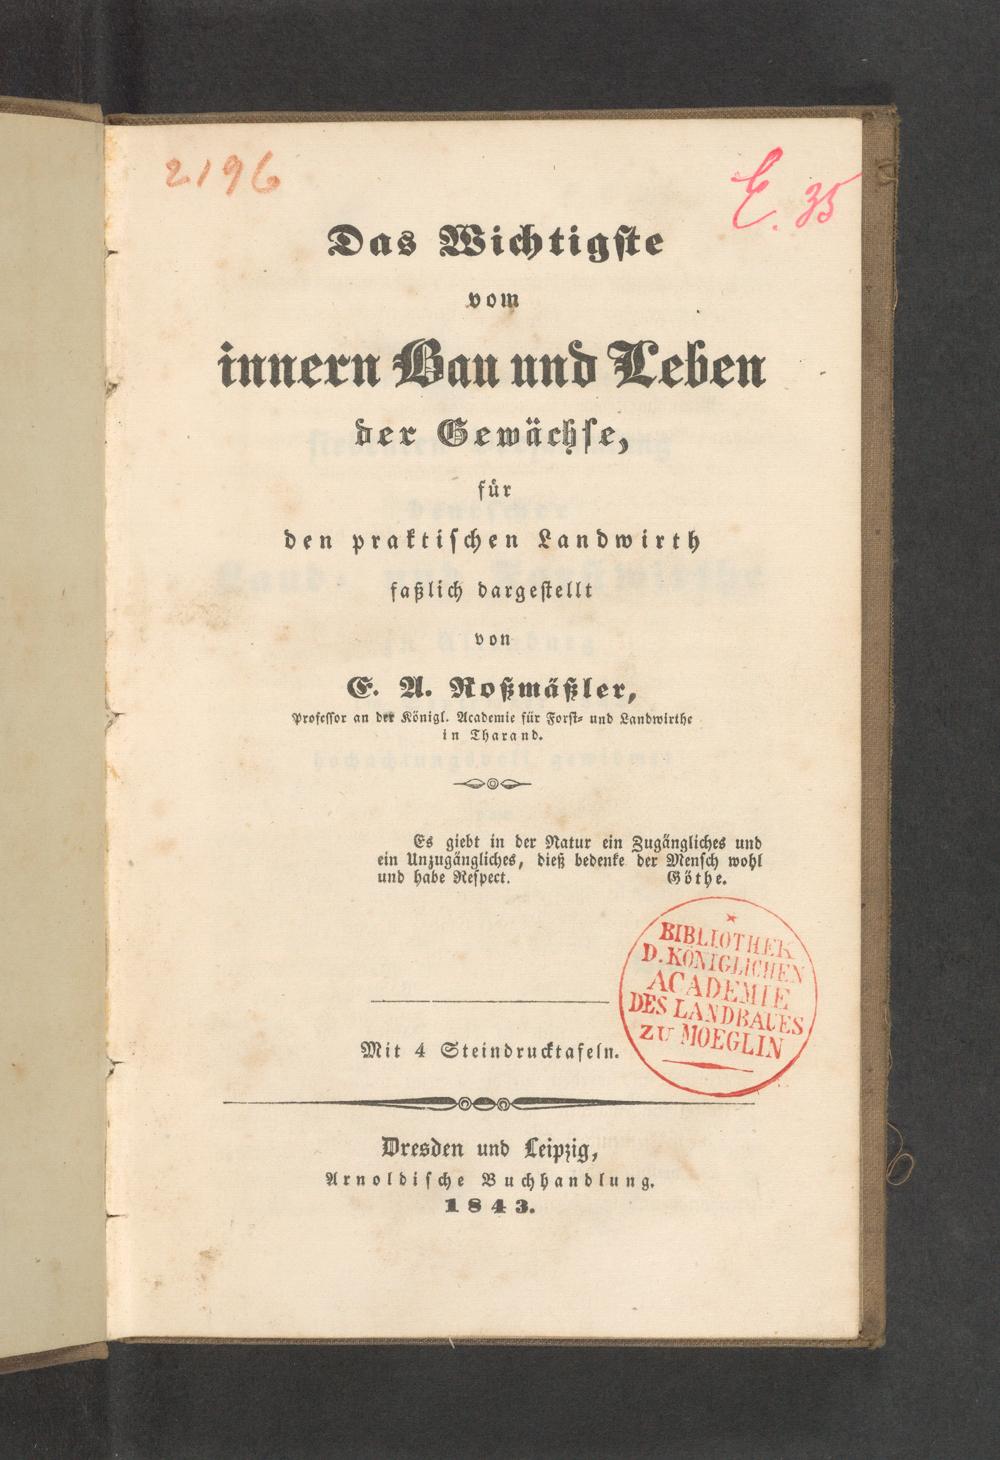 2196
E. 35
Das Wichtigste
vom
innern Bau und Leben
der Gewächse,
für
den praktischen Landwirth
faßlich dargestellt
von
E. A. Roßmäßler,
Professor an der Königl. Academie für Forst- und Landwirthe
in Tharand.
Es giebt in der Natur ein Zugängliches und
ein Unzugängliches, dieß bedenke der Mensch wohl
und habe Respect. Göthe.
BIBLIOTHEK
D. KÖNIGLICHEN
ACADEMIE
DES LANDBAUES
ZU MOEGLIN
Mit 4 Steindrucktafeln.
Dresden und Leipzig,
Arnoldische Buchhandlung.
1843.